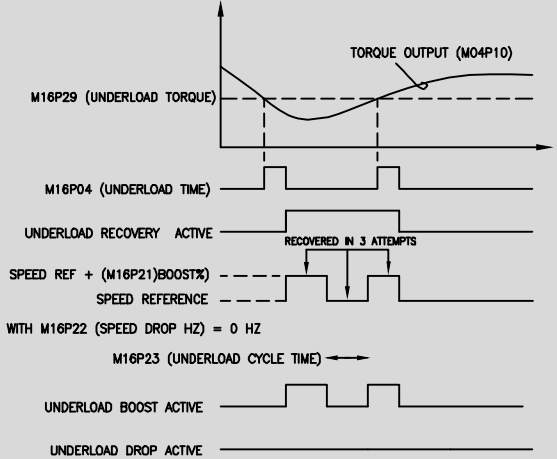 TORQUE OUTPUT (M04P10)
M16P29 (UNDERLOAD TORQUE)
M16P04 (UNDERLOAD TIME)
UNDERLOAD RECOVERY ACTIVE
RECOVERED IN 3 ATTEMPTS
SPEED REF + (M16P21)BOOST%)
SPEED REFERENCE
WITH M16P22 (SPEED DROP HZ) = 0 HZ
M16P23 (UNDERLOAD CYCLE TIME)
UNDERLOAD BOOST ACTIVE
UNDERLOAD DROP ACTIVE